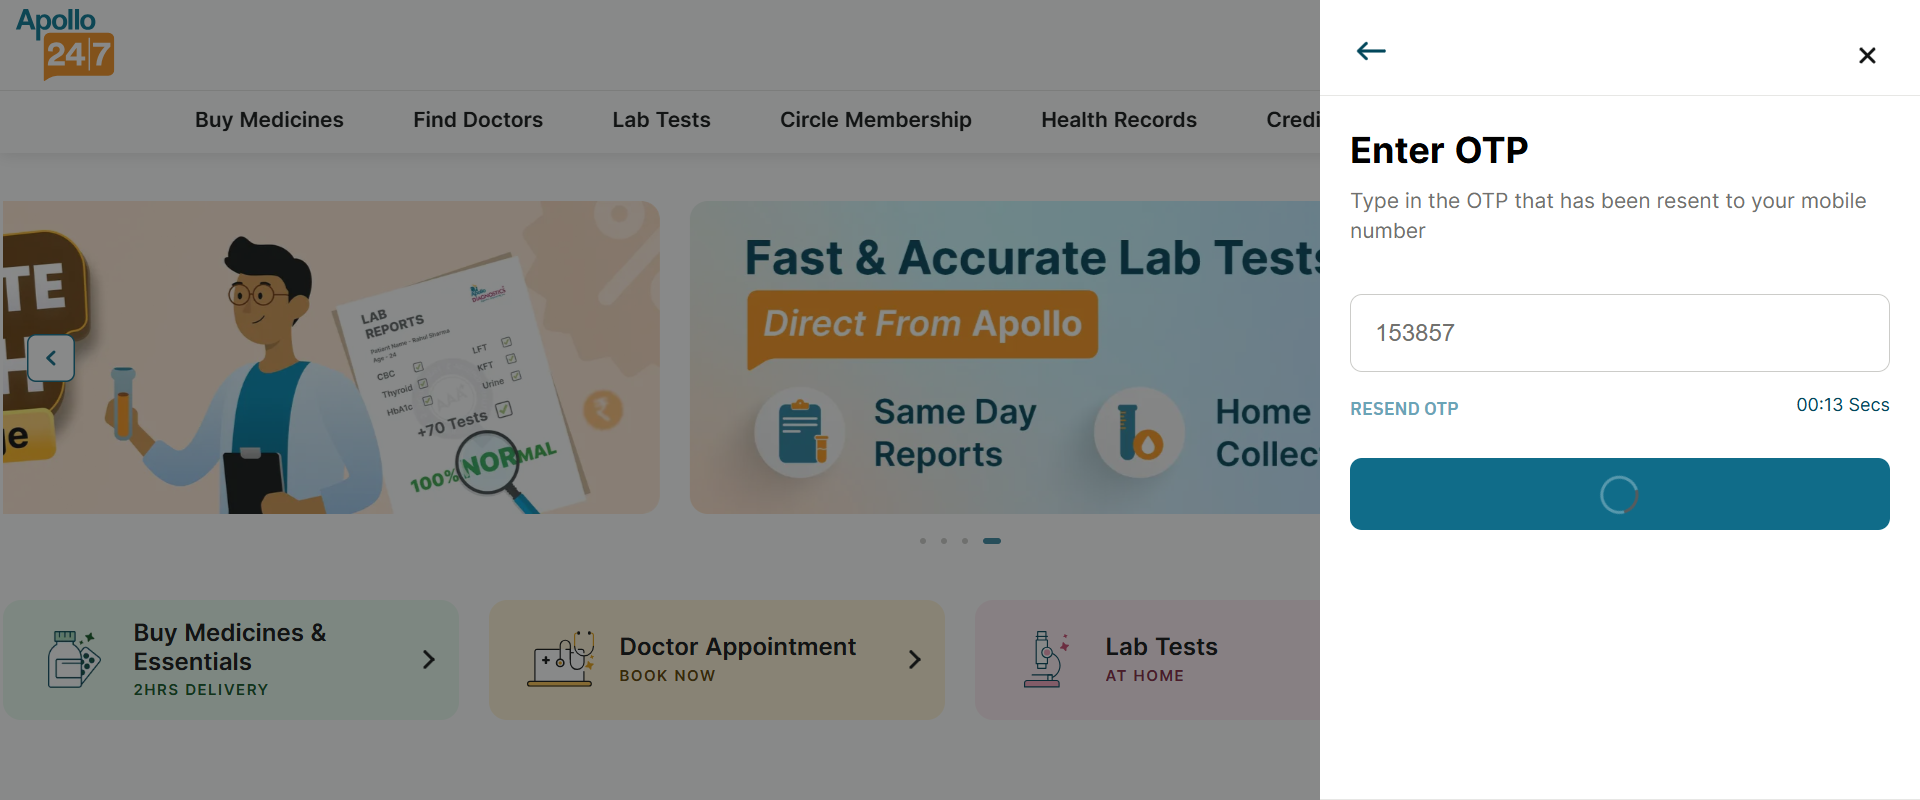 Apollo
24|7
Buy Medicines
Find Doctors
Lab Tests
Circle Membership
Health Records
Credi
TE
H
e
LAB
REPORTS
Patient Name - Rahul Sharma
Age - 24
CBC
Thyroid
HbA1c
LFT
KFT
Urine
+70 Tests
100% NORMAL
Apollo
DIAGNOSTICS
Fast & Accurate Lab Tests
Direct From Apollo
Same Day
Reports
Home
Collec
Buy Medicines &
Essentials
2HRS DELIVERY
Doctor Appointment
BOOK NOW
Lab Tests
AT HOME
Enter OTP
Type in the OTP that has been resent to your mobile
number
153857
RESEND OTP
00:13 Secs